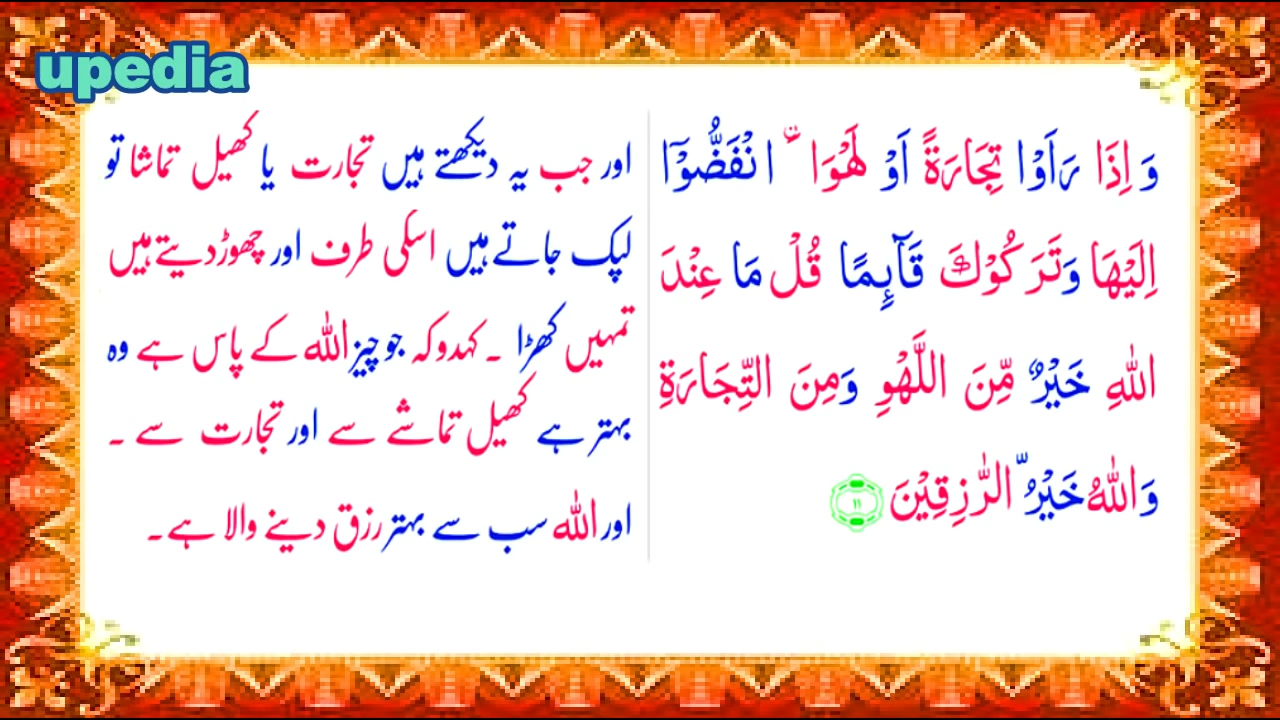 upedia
وَ اِذَا رَاَوْا تِجَارَةً اَوْ لَهْوَا ۨ انْفَضُّوْٓا
اِلَيْهَا وَتَرَكُوْكَ قَآىِٕمًا قُلْ مَا عِنْدَ
اللّٰهِ خَيْرٌ مِّنَ اللَّهْوِ وَمِنَ التِّجَارَةِ
وَاللّٰهُ خَيْرُ الرّٰزِقِيْنَ ۱۱
اور جب یہ دیکھتے ہیں تجارت یا کھیل تماشا تو
لپک جاتے ہیں اسکی طرف اور چھوڑ دیتے ہیں
تمہیں کھڑا ۔ کہدو کہ جو چیز اللہ کے پاس ہے وہ
بہتر ہے کھیل تماشے سے اور تجارت سے ۔
اور اللہ سب سے بہتر رزق دینے والا ہے۔